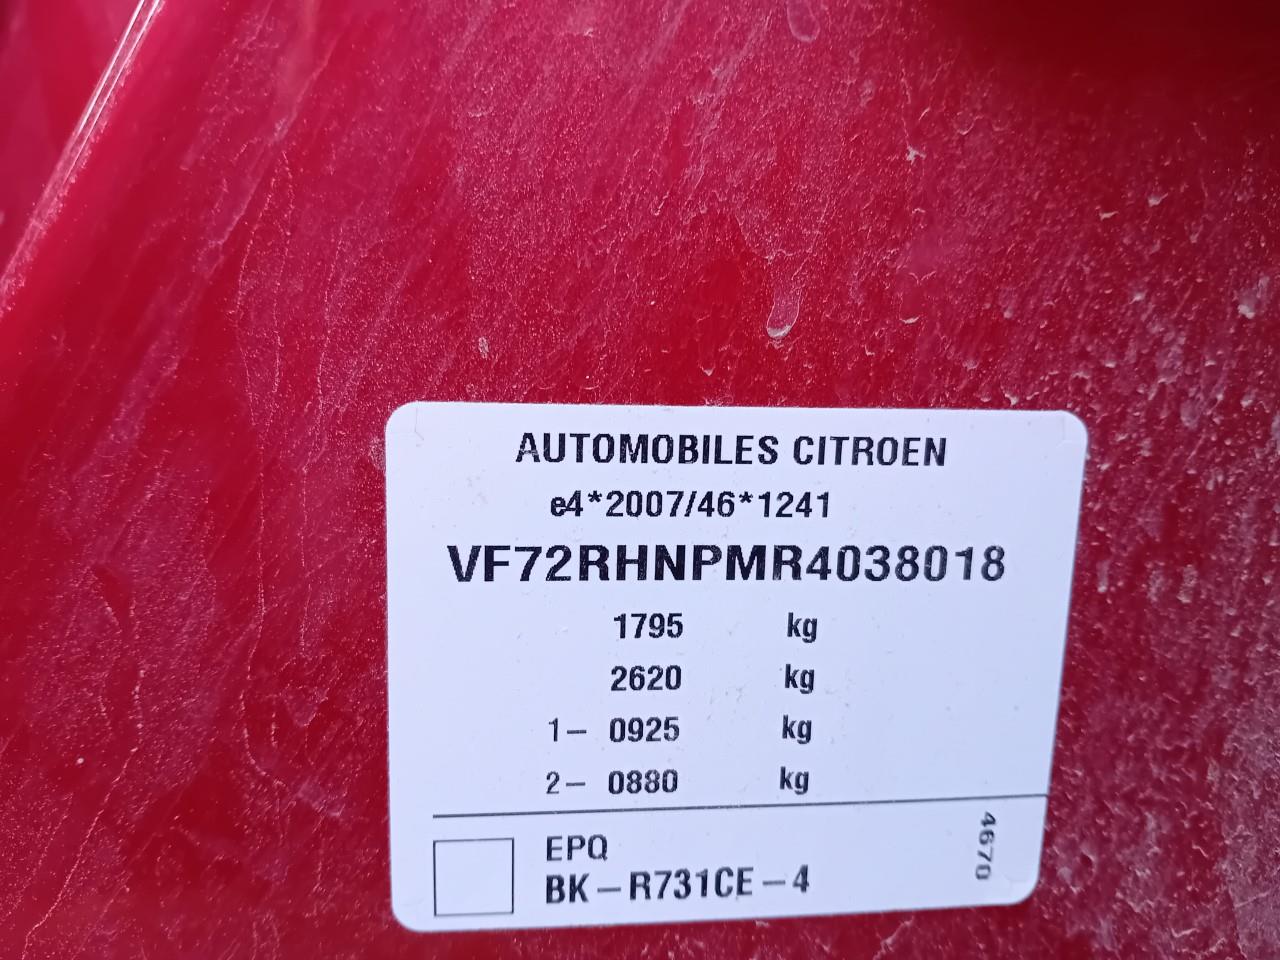 AUTOMOBILES CITROEN
e4*2007/46*1241
VF72RHNPMR4038018
1795 kg
2620 kg
1– 0925 kg
2– 0880 kg
EPQ
BK–R731CE–4
4670